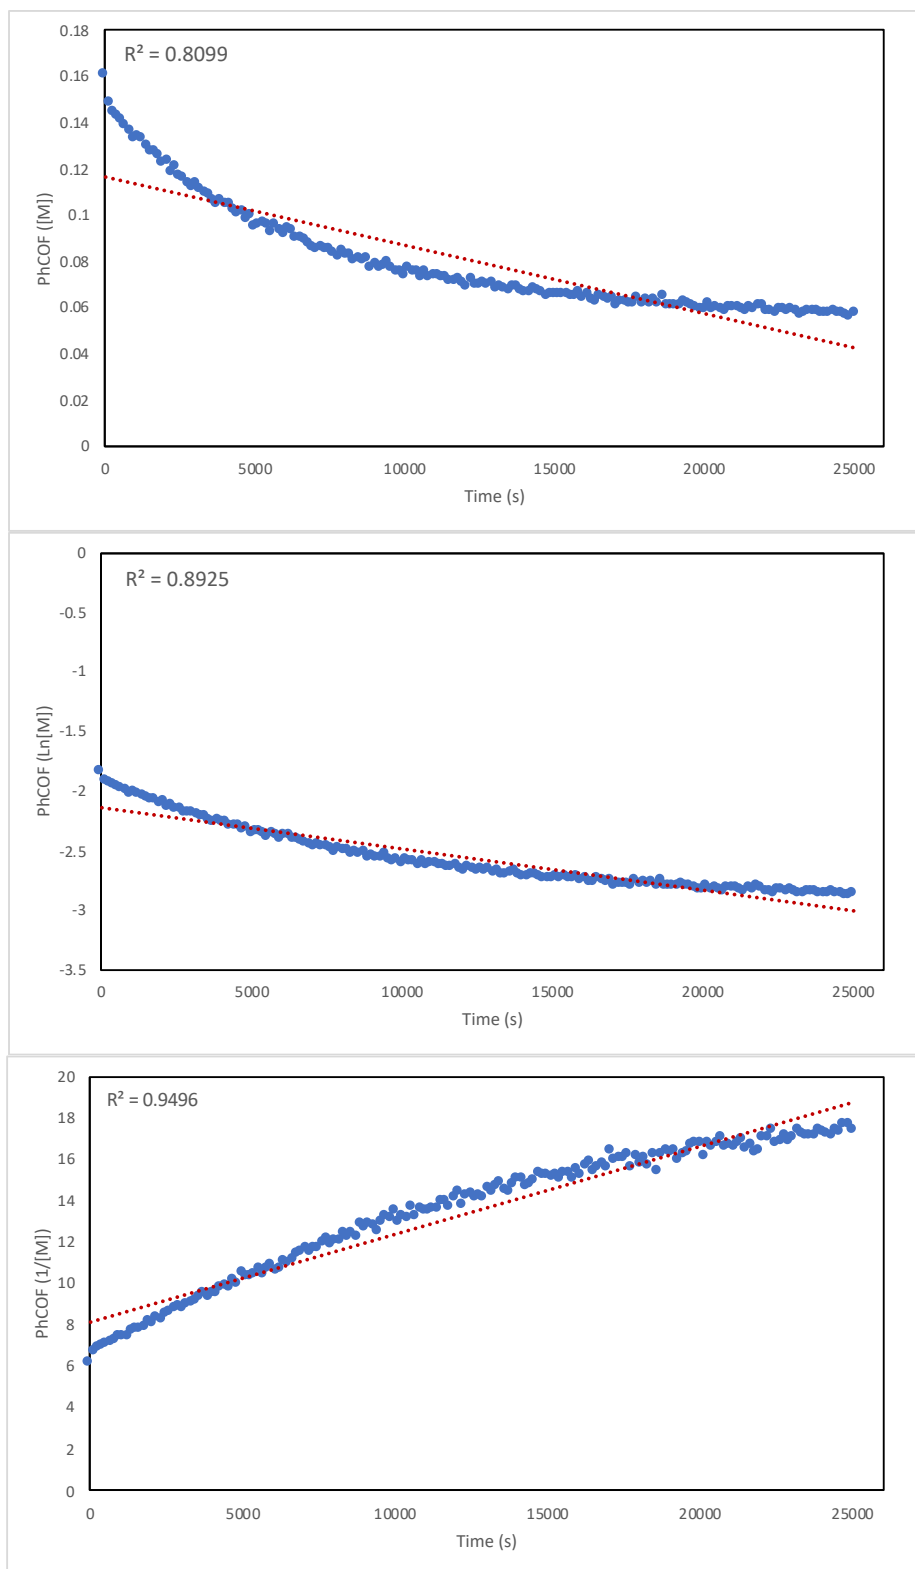 R² = 0.8099
PhCOF ([M])
0.18
0.16
0.14
0.12
0.1
0.08
0.06
0.04
0.02
0
0 5000 10000 15000 20000 25000
Time (s)
R² = 0.8925
PhCOF (Ln[M])
0
-0.5
-1
-1.5
-2
-2.5
-3
-3.5
0 5000 10000 15000 20000 25000
Time (s)
R² = 0.9496
PhCOF (1/[M])
20
18
16
14
12
10
8
6
4
2
0
0 5000 10000 15000 20000 25000
Time (s)